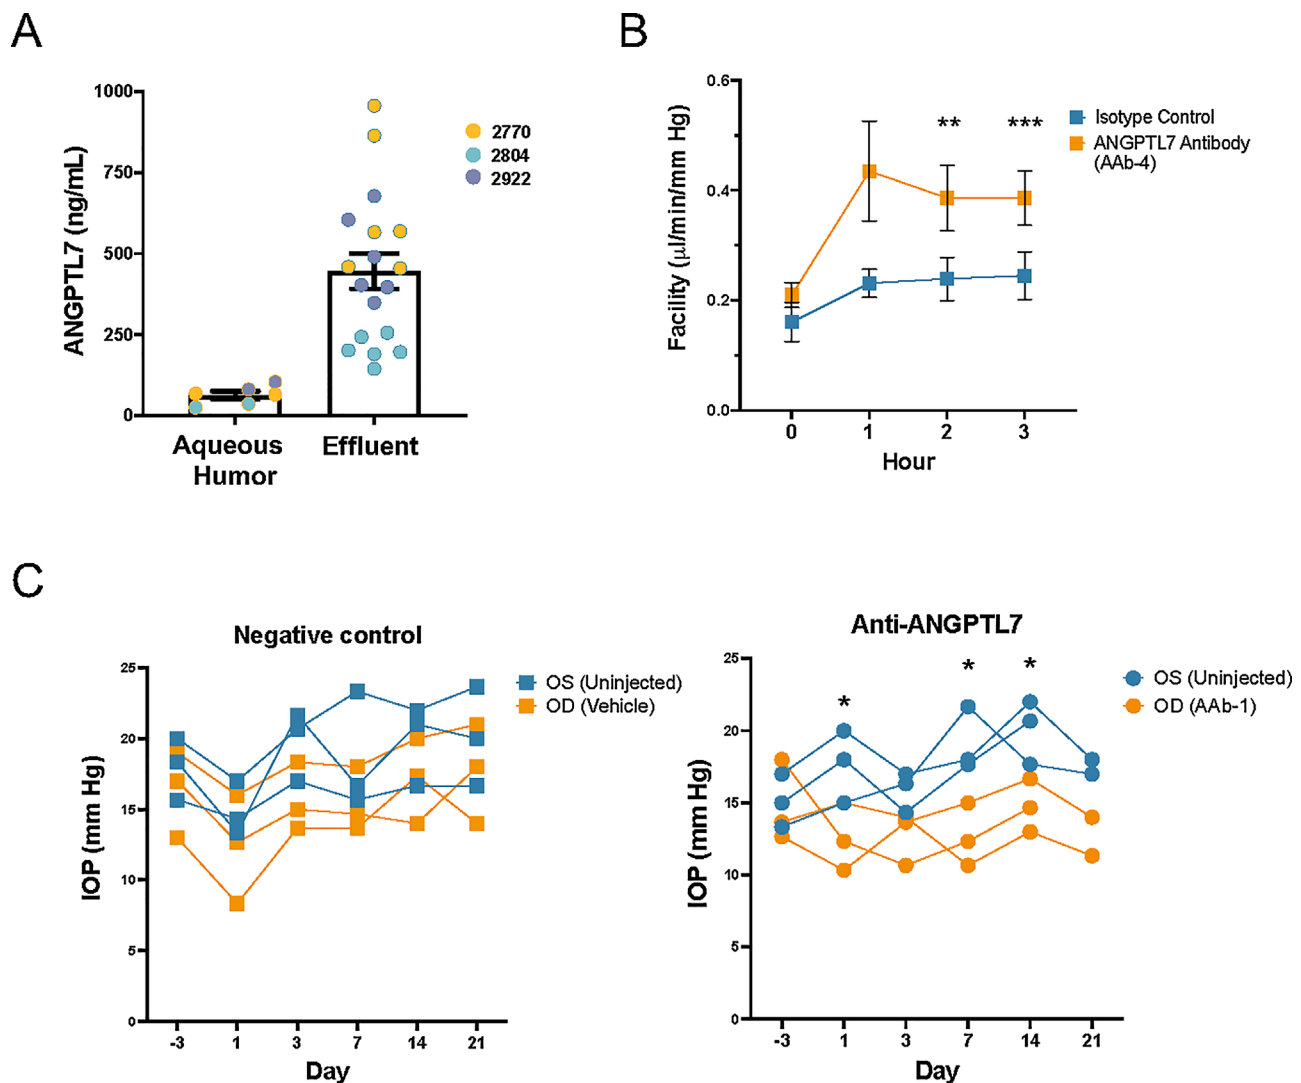 A
ANGPTL7 (ng/mL)
1000
750
500
250
0
Aqueous
Humor
Effluent
2770
2804
2922
B
Facility (µl/min/mm Hg)
0.6
0.4
0.2
0.0
** ***
0 1 2 3
Hour
Isotype Control
ANGPTL7 Antibody
(AAb-4)
C
Negative control
IOP (mm Hg)
25
20
15
10
5
0
-3 1 3 7 14 21
Day
OS (Uninjected)
OD (Vehicle)
Anti-ANGPTL7
IOP (mm Hg)
25
20
15
10
5
0
* * *
-3 1 3 7 14 21
Day
OS (Uninjected)
OD (AAb-1)